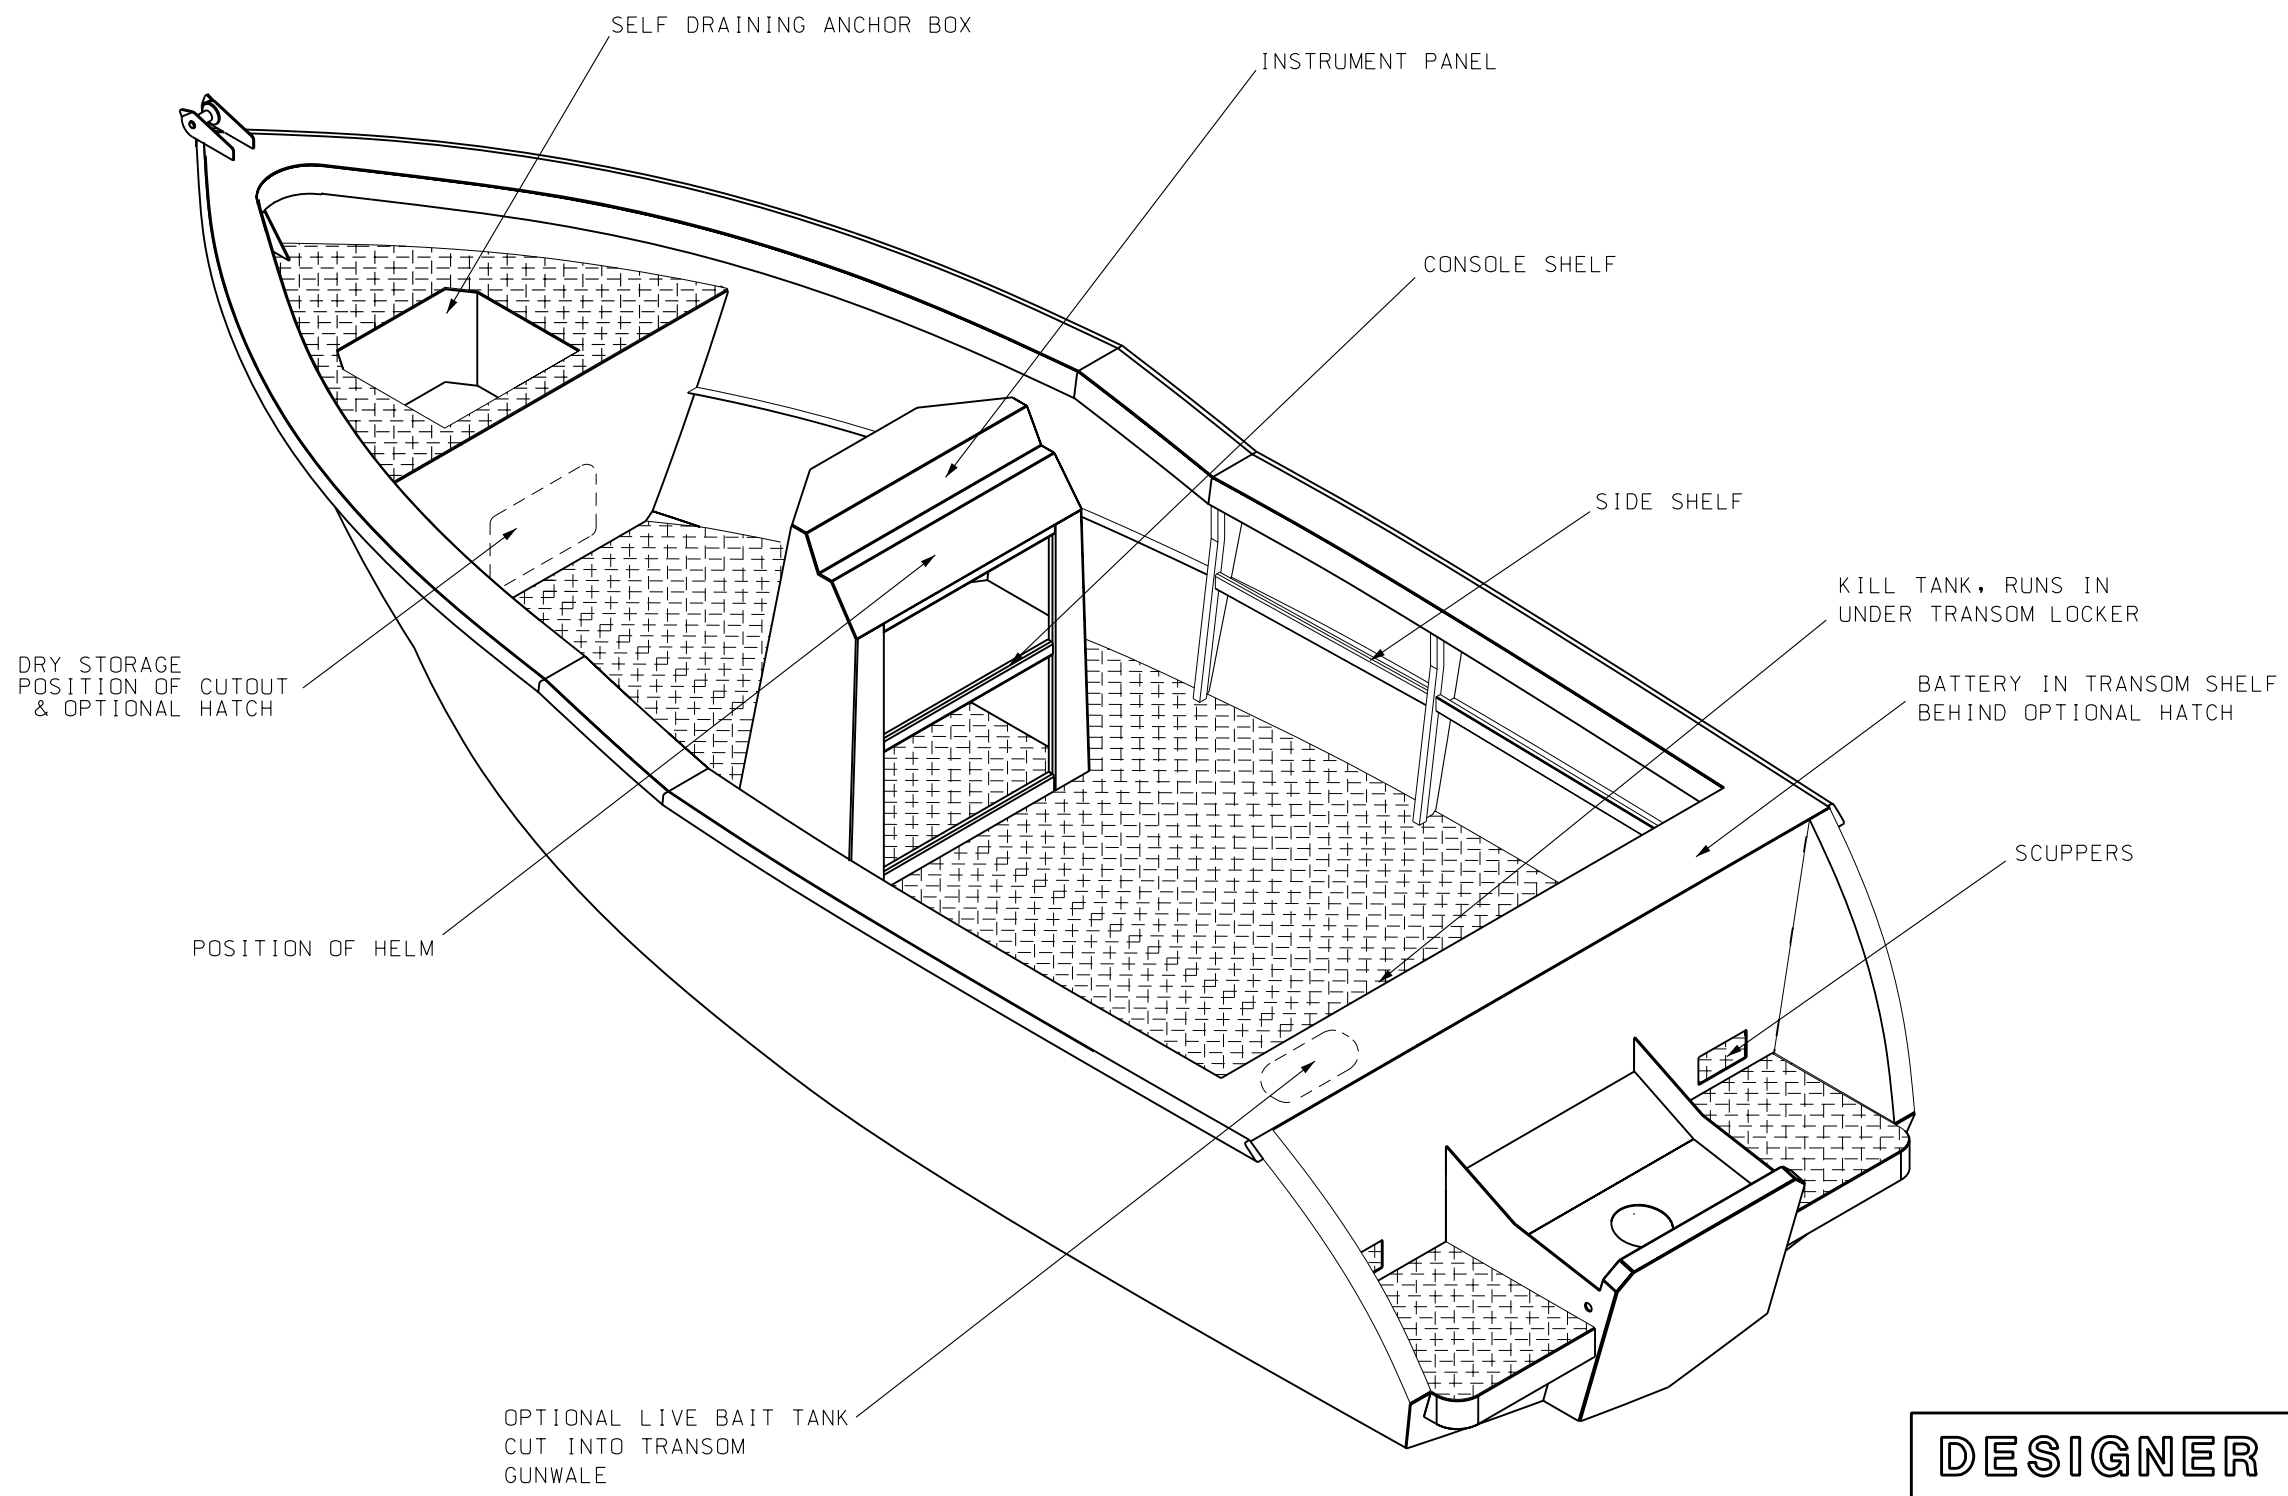 SELF DRAINING ANCHOR BOX
INSTRUMENT PANEL
CONSOLE SHELF
SIDE SHELF
KILL TANK, RUNS IN
UNDER TRANSOM LOCKER
DRY STORAGE
POSITION OF CUTOUT
& OPTIONAL HATCH
BATTERY IN TRANSOM SHELF
BEHIND OPTIONAL HATCH
SCUPPERS
POSITION OF HELM
OPTIONAL LIVE BAIT TANK
CUT INTO TRANSOM
GUNWALE
DESIGNER